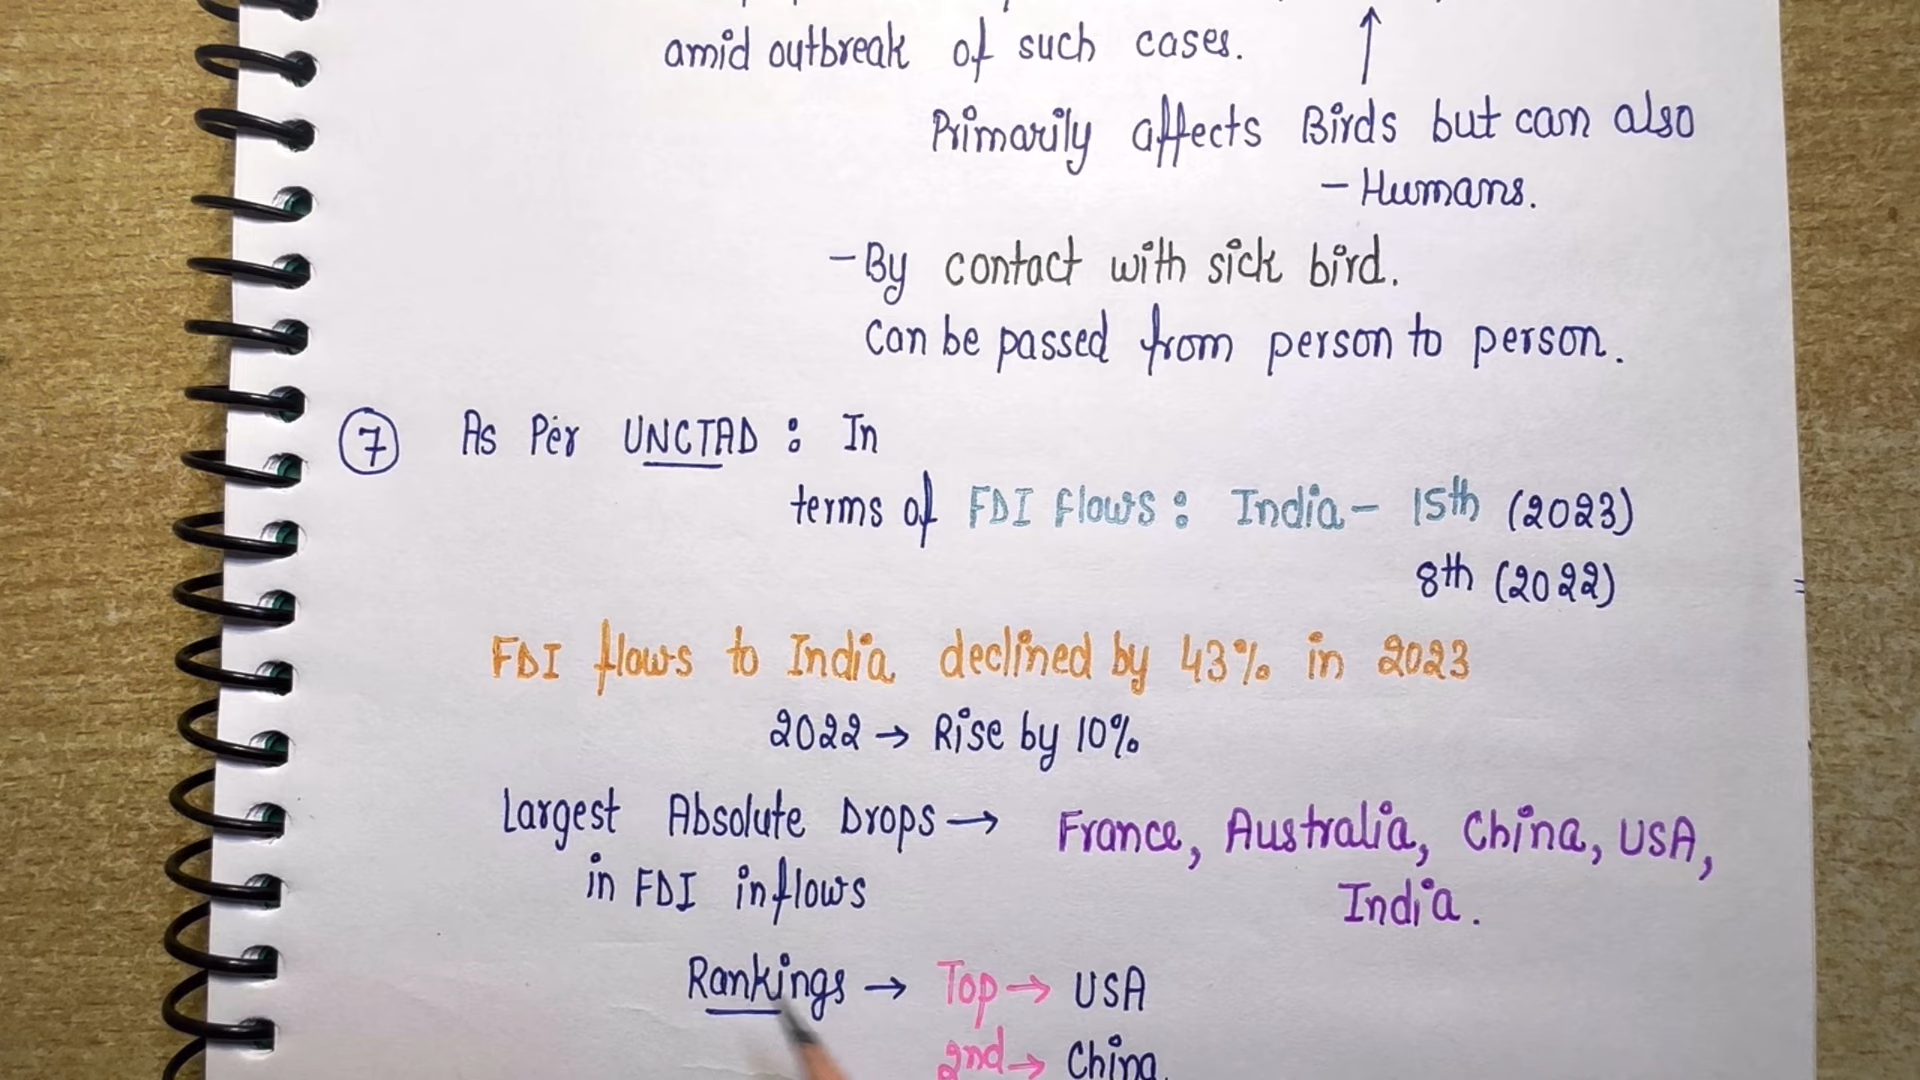 amid outbreak of such cases.
↑
Primarily affects Birds but can also
- Humans.
- By contact with sick bird.
Can be passed from person to person.
7 As Per UNCTAD : In
terms of FDI flows : India - 15th (2023)
8th (2022)
FDI flows to India declined by 43% in 2023
2022 → Rise by 10%
Largest Absolute Drops → France, Australia, China, USA,
in FDI inflows India.
Rankings → Top → USA
2nd → China